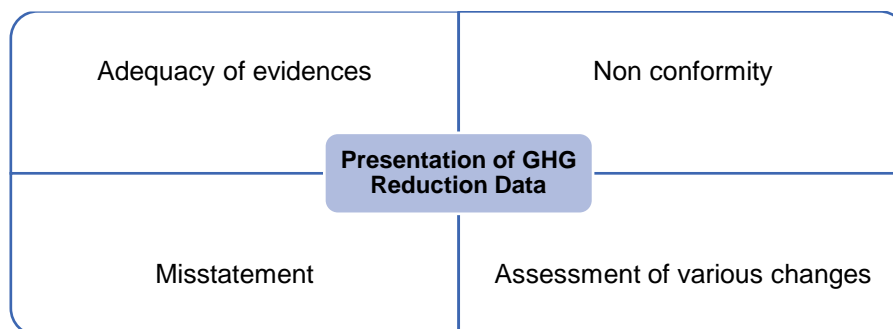 Adequacy of evidences
Non conformity
Presentation of GHG
Reduction Data
Misstatement
Assessment of various changes